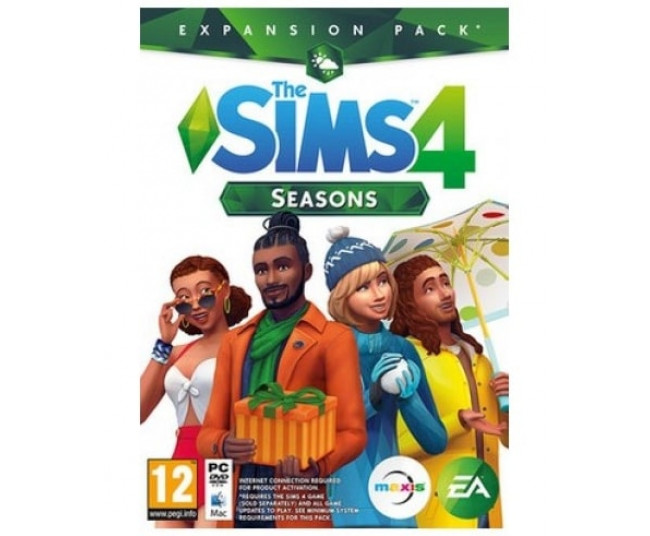 EXPANSION PACK*
The
SIMS 4
SEASONS
12
www.pegi.info
PC
DVD
Mac
INTERNET CONNECTION REQUIRED
FOR PRODUCT ACTIVATION.
*REQUIRES THE SIMS 4 GAME
(SOLD SEPARATELY) AND ALL GAME
UPDATES TO PLAY. SEE MINIMUM SYSTEM
REQUIREMENTS FOR THIS PACK.
maxis
EA